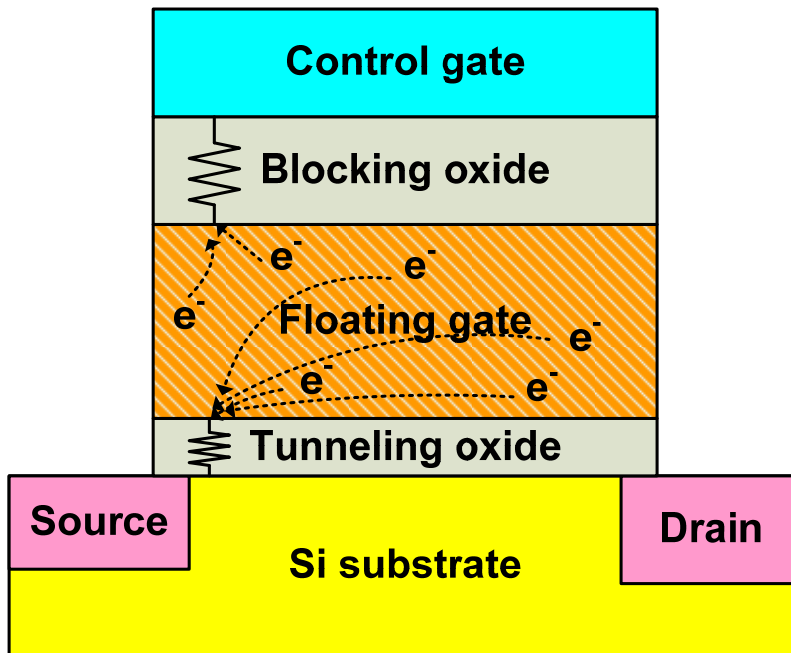 Control gate
Blocking oxide
e-
e-
e-
Floating gate
e-
e-
e-
Tunneling oxide
Source
Drain
Si substrate